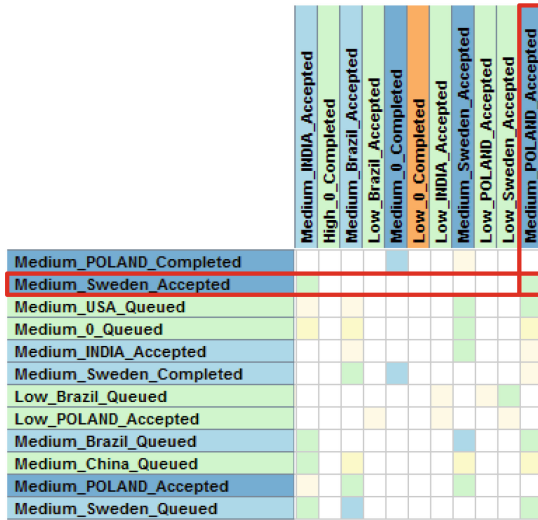 Medium_INDIA_Accepted
High_0_Completed
Medium_Brazil_Accepted
Low_Brazil_Accepted
Medium_0_Completed
Low_0_Completed
Low_INDIA_Accepted
Medium_Sweden_Accepted
Low_POLAND_Accepted
Low_Sweden_Accepted
Medium_POLAND_Accepted
Medium_POLAND_Completed
Medium_Sweden_Accepted
Medium_USA_Queued
Medium_0_Queued
Medium_INDIA_Accepted
Medium_Sweden_Completed
Low_Brazil_Queued
Low_POLAND_Accepted
Medium_Brazil_Queued
Medium_China_Queued
Medium_POLAND_Accepted
Medium_Sweden_Queued